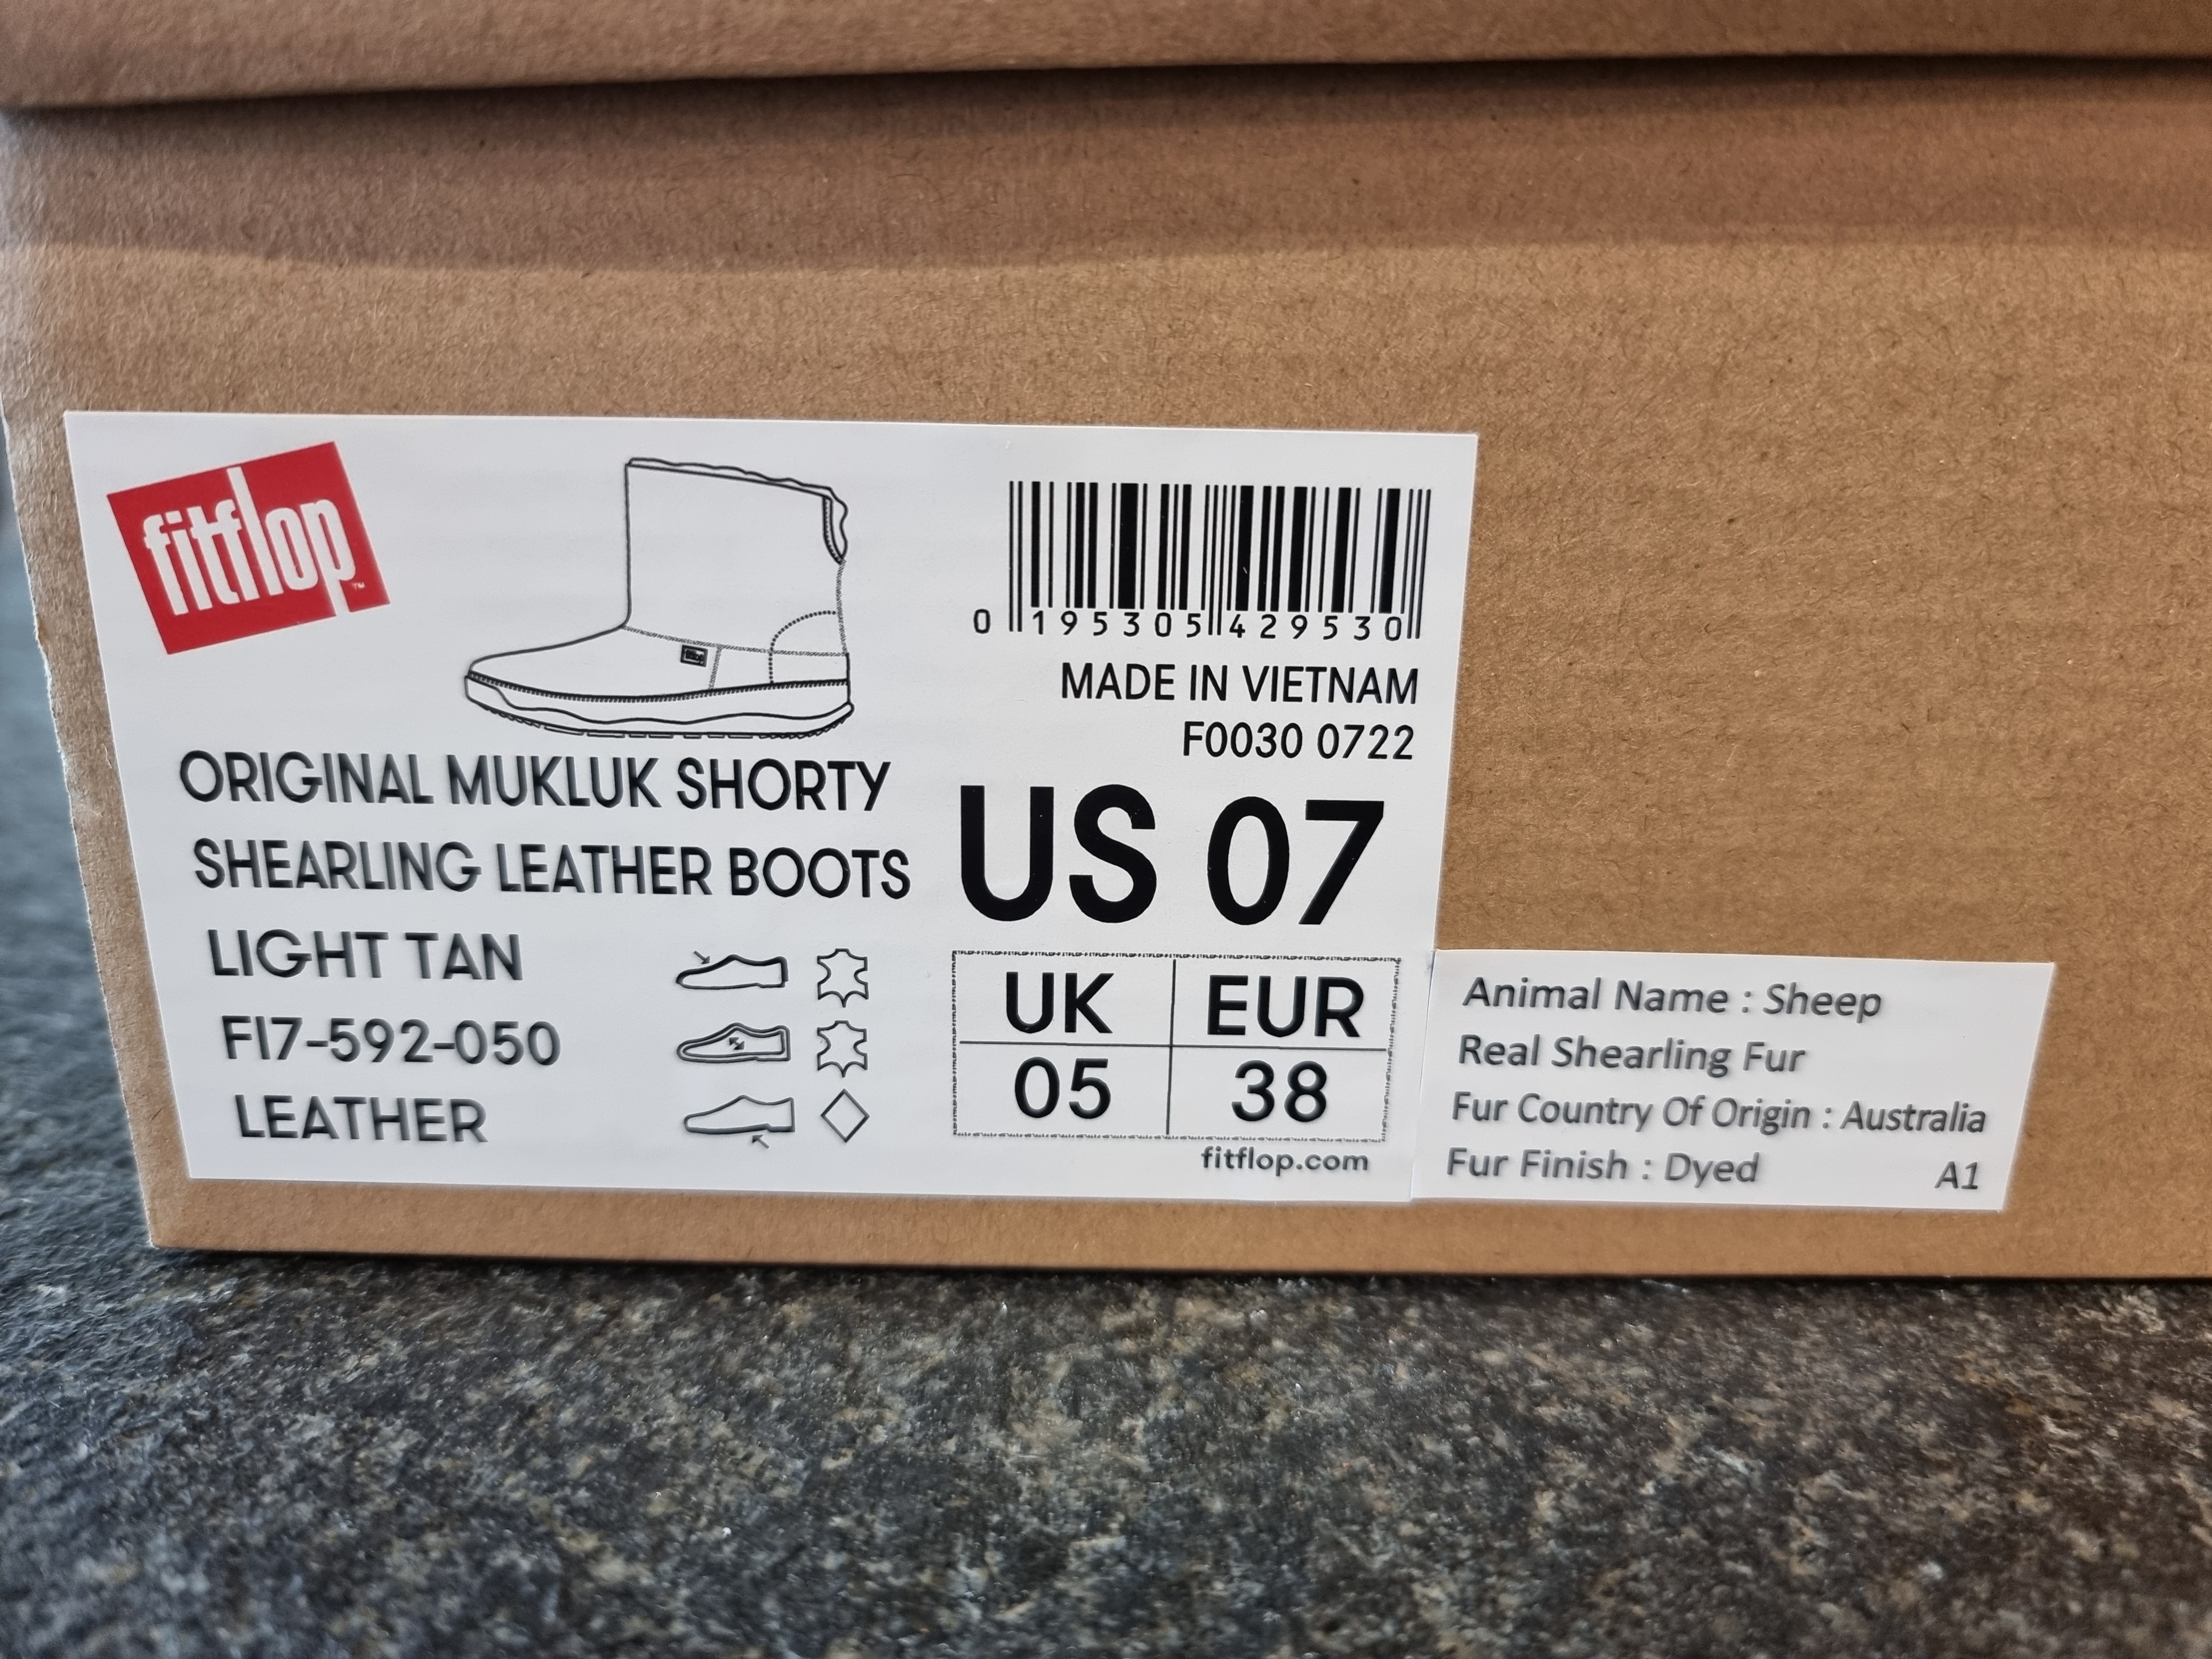 fitflop™
0 195305 429530
MADE IN VIETNAM
F0030 0722
ORIGINAL MUKLUK SHORTY
SHEARLING LEATHER BOOTS
LIGHT TAN
FI7-592-050
LEATHER
US 07
UK EUR
05 38
fitflop.com
Animal Name : Sheep
Real Shearling Fur
Fur Country Of Origin : Australia
Fur Finish : Dyed A1